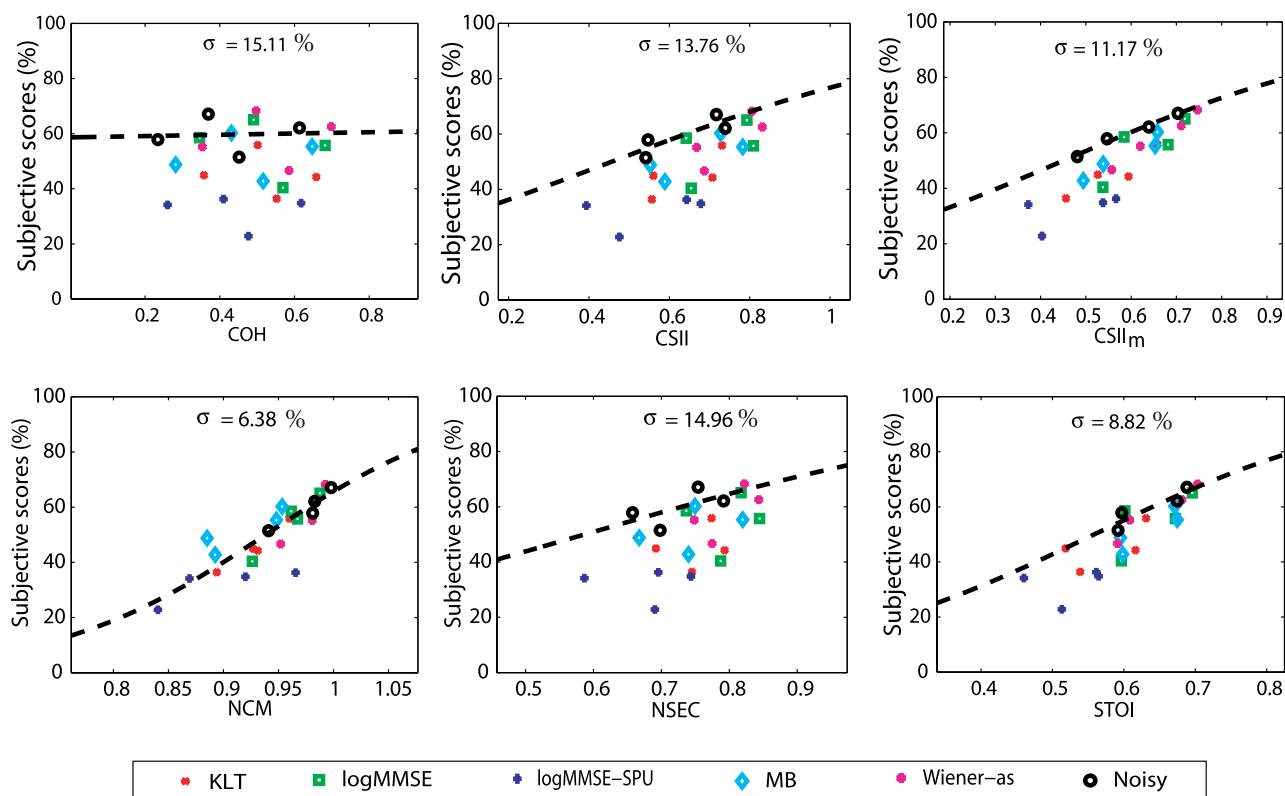 σ = 15.11 %
Subjective scores (%)
100
80
60
40
20
0
0.2 0.4 0.6 0.8
COH
σ = 13.76 %
Subjective scores (%)
100
80
60
40
20
0
0.2 0.4 0.6 0.8 1
CSII
σ = 11.17 %
Subjective scores (%)
100
80
60
40
20
0
0.2 0.3 0.4 0.5 0.6 0.7 0.8 0.9
CSIIm
σ = 6.38 %
Subjective scores (%)
100
80
60
40
20
0
0.8 0.85 0.9 0.95 1 1.05
NCM
σ = 14.96 %
Subjective scores (%)
100
80
60
40
20
0
0.5 0.6 0.7 0.8 0.9
NSEC
σ = 8.82 %
Subjective scores (%)
100
80
60
40
20
0
0.4 0.5 0.6 0.7 0.8
STOI
KLT logMMSE logMMSE−SPU MB Wiener−as Noisy